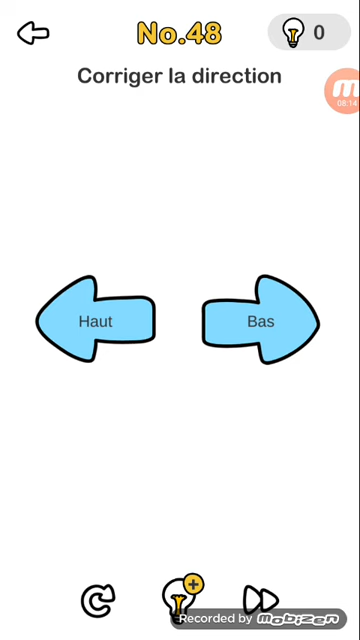 No.48
0
Corriger la direction
08:14
Haut
Bas
Recorded by mobizen